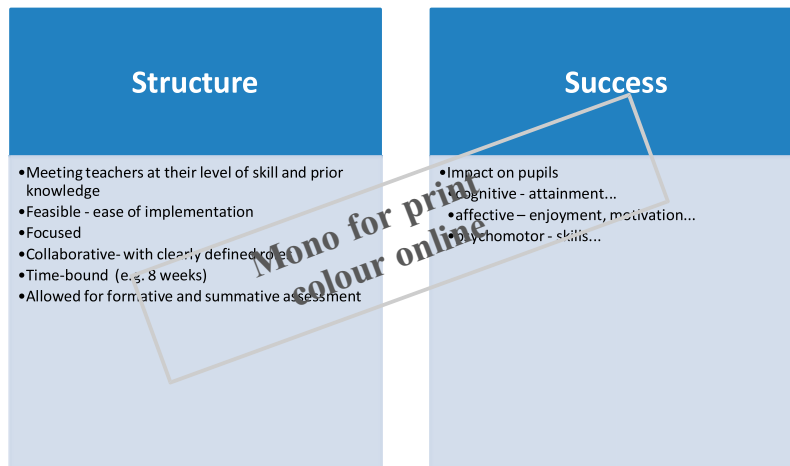 Structure
•Meeting teachers at their level of skill and prior
knowledge
•Feasible - ease of implementation
•Focused
•Collaborative- with clearly defined roles
•Time-bound (e.g. 8 weeks)
•Allowed for formative and summative assessment
Success
•Impact on pupils
•cognitive - attainment...
•affective – enjoyment, motivation...
•psychomotor - skills...
Mono for print
colour online